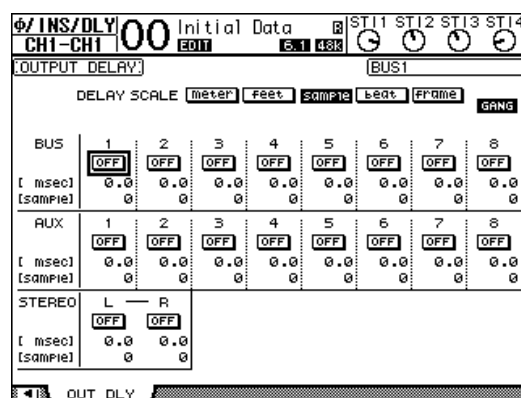 Φ/INS/DLY 00 Initial Data ST11 ST12 ST13 ST14
CH1-CH1 EDIT 6.1 48K
OUTPUT DELAY BUS1
DELAY SCALE meter feet sample beat frame
GANG
BUS 1 2 3 4 5 6 7 8
OFF OFF OFF OFF OFF OFF OFF OFF
[ msec] 0.0 0.0 0.0 0.0 0.0 0.0 0.0 0.0
[sample] 0 0 0 0 0 0 0 0
AUX 1 2 3 4 5 6 7 8
OFF OFF OFF OFF OFF OFF OFF OFF
[ msec] 0.0 0.0 0.0 0.0 0.0 0.0 0.0 0.0
[sample] 0 0 0 0 0 0 0 0
STEREO L — R
OFF OFF
[ msec] 0.0 0.0
[sample] 0 0
OUT DLY